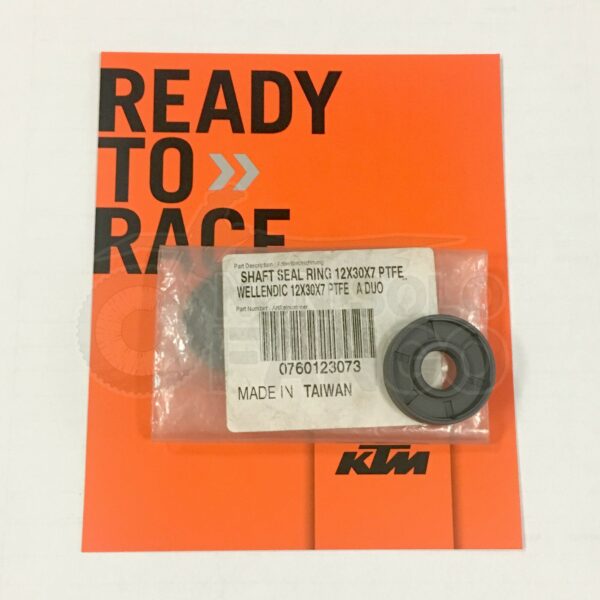 READY
TO
RACE
Part Description / Artikelbezeichnung
SHAFT SEAL RING 12X30X7 PTFE
WELLENDIC 12X30X7 PTFE A DUO
Part Number
0760123073
MADE IN TAIWAN
KTM